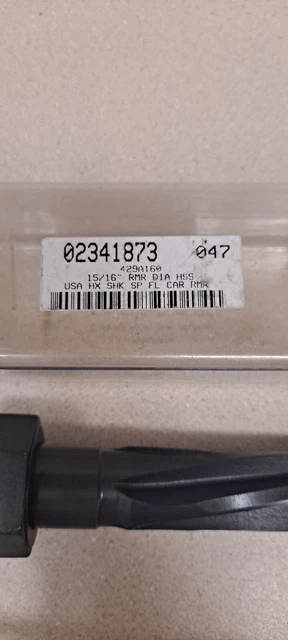 02341873 047
429A160
15/16" RMR DIA HSS
USA HX SHK SP FL CAR RMR